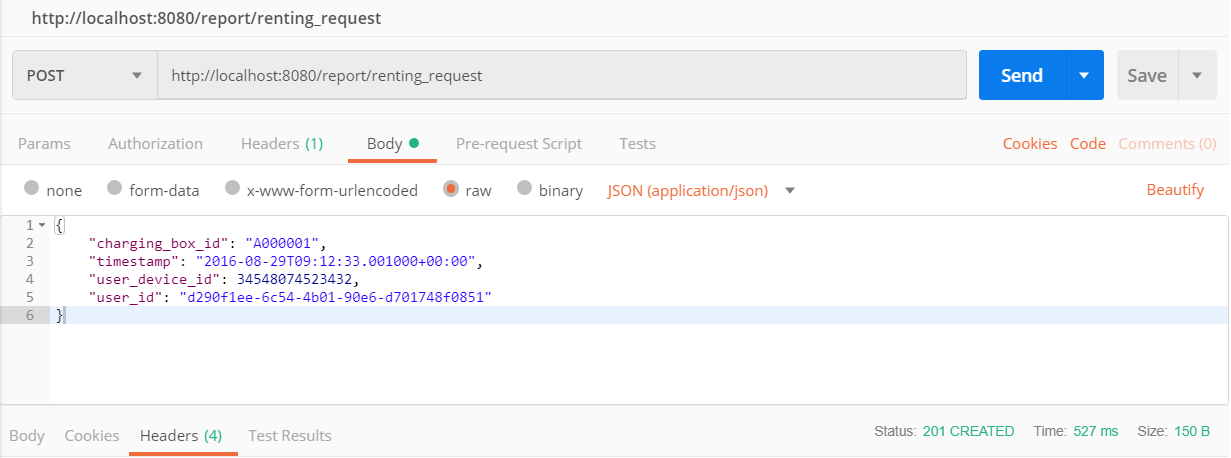 http://localhost:8080/report/renting_request
POST http://localhost:8080/report/renting_request Send Save
Params Authorization Headers (1) Body Pre-request Script Tests Cookies Code Comments (0)
none form-data x-www-form-urlencoded raw binary JSON (application/json) Beautify
1 {
2 "charging_box_id": "A000001",
3 "timestamp": "2016-08-29T09:12:33.001000+00:00",
4 "user_device_id": 34548074523432,
5 "user_id": "d290f1ee-6c54-4b01-90e6-d701748f0851"
6 }
Body Cookies Headers (4) Test Results Status: 201 CREATED Time: 527 ms Size: 150 B